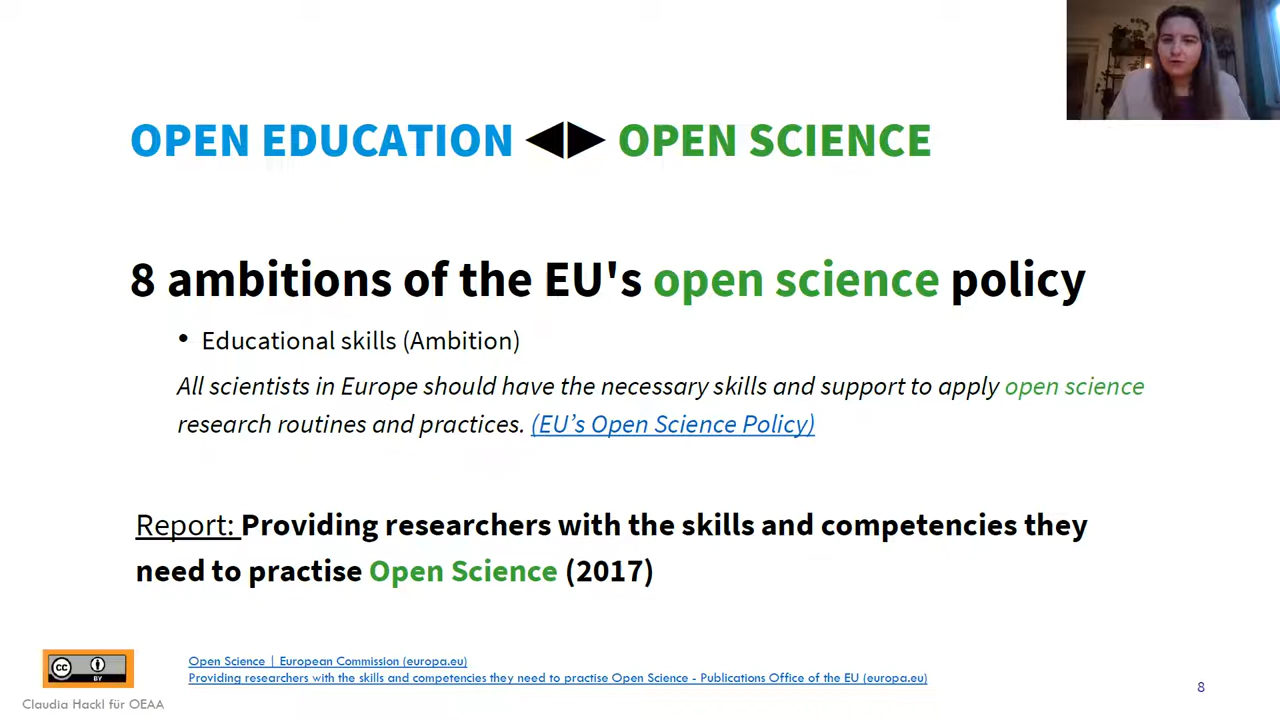 OPEN EDUCATION ◀▶ OPEN SCIENCE
8 ambitions of the EU's open science policy
• Educational skills (Ambition)
All scientists in Europe should have the necessary skills and support to apply open science
research routines and practices. (EU’s Open Science Policy)
Report: Providing researchers with the skills and competencies they
need to practise Open Science (2017)
Open Science | European Commission (europa.eu)
Providing researchers with the skills and competencies they need to practise Open Science - Publications Office of the EU (europa.eu)
cc
BY
Claudia Hackl für OEAA
8